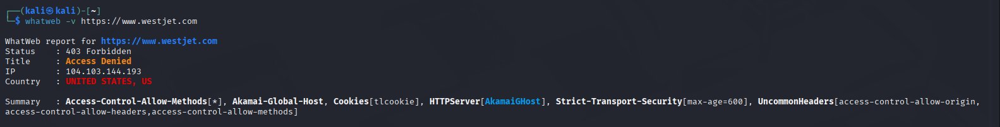 ┌──(kali㉿kali)-[~]
└─$ whatweb -v https://www.westjet.com
WhatWeb report for https://www.westjet.com
Status    : 403 Forbidden
Title     : Access Denied
IP        : 104.103.144.193
Country   : UNITED STATES, US
Summary   : Access-Control-Allow-Methods[*], Akamai-Global-Host, Cookies[tlcookie], HTTPServer[AkamaiGHost], Strict-Transport-Security[max-age=600], UncommonHeaders[access-control-allow-origin,
access-control-allow-headers,access-control-allow-methods]